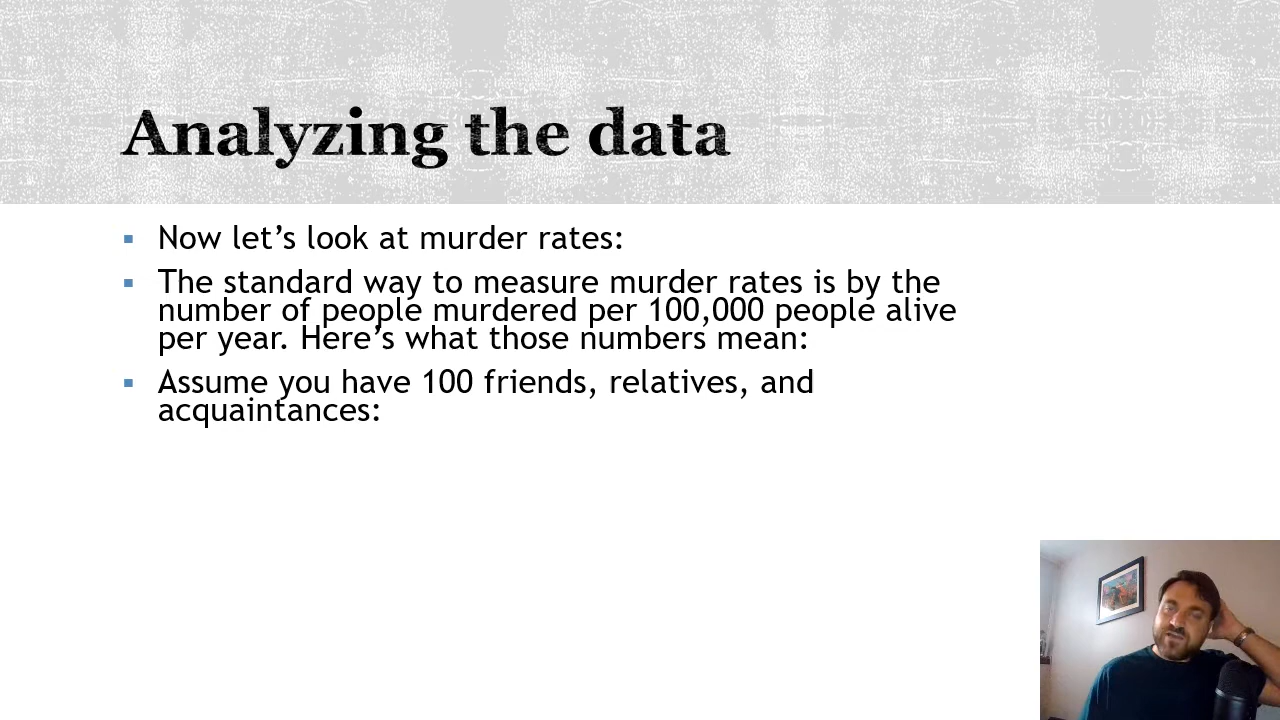 Analyzing the data
Now let’s look at murder rates:
The standard way to measure murder rates is by the
number of people murdered per 100,000 people alive
per year. Here’s what those numbers mean:
Assume you have 100 friends, relatives, and
acquaintances: